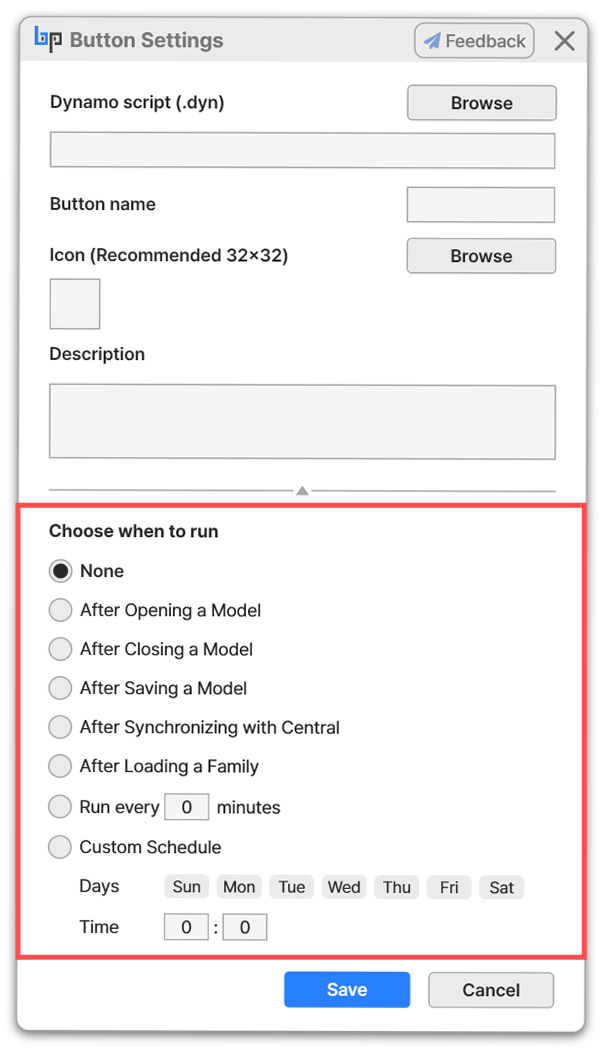 bp Button Settings Feedback
Dynamo script (.dyn) Browse
Button name
Icon (Recommended 32×32) Browse
Description
Choose when to run
None
After Opening a Model
After Closing a Model
After Saving a Model
After Synchronizing with Central
After Loading a Family
Run every 0 minutes
Custom Schedule
Days Sun Mon Tue Wed Thu Fri Sat
Time 0 : 0
Save Cancel